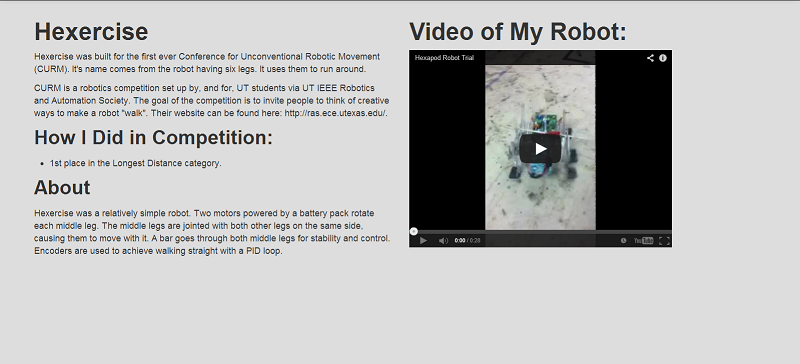 Hexercise
Hexercise was built for the first ever Conference for Unconventional Robotic Movement
(CURM). It's name comes from the robot having six legs. It uses them to run around.
CURM is a robotics competition set up by, and for, UT students via UT IEEE Robotics
and Automation Society. The goal of the competition is to invite people to think of creative
ways to make a robot "walk". Their website can be found here: http://ras.ece.utexas.edu/.
How I Did in Competition:
• 1st place in the Longest Distance category.
About
Hexercise was a relatively simple robot. Two motors powered by a battery pack rotate
each middle leg. The middle legs are jointed with both other legs on the same side,
causing them to move with it. A bar goes through both middle legs for stability and control.
Encoders are used to achieve walking straight with a PID loop.
Video of My Robot:
Hexapod Robot Trial
0:00 / 0:28
YouTube